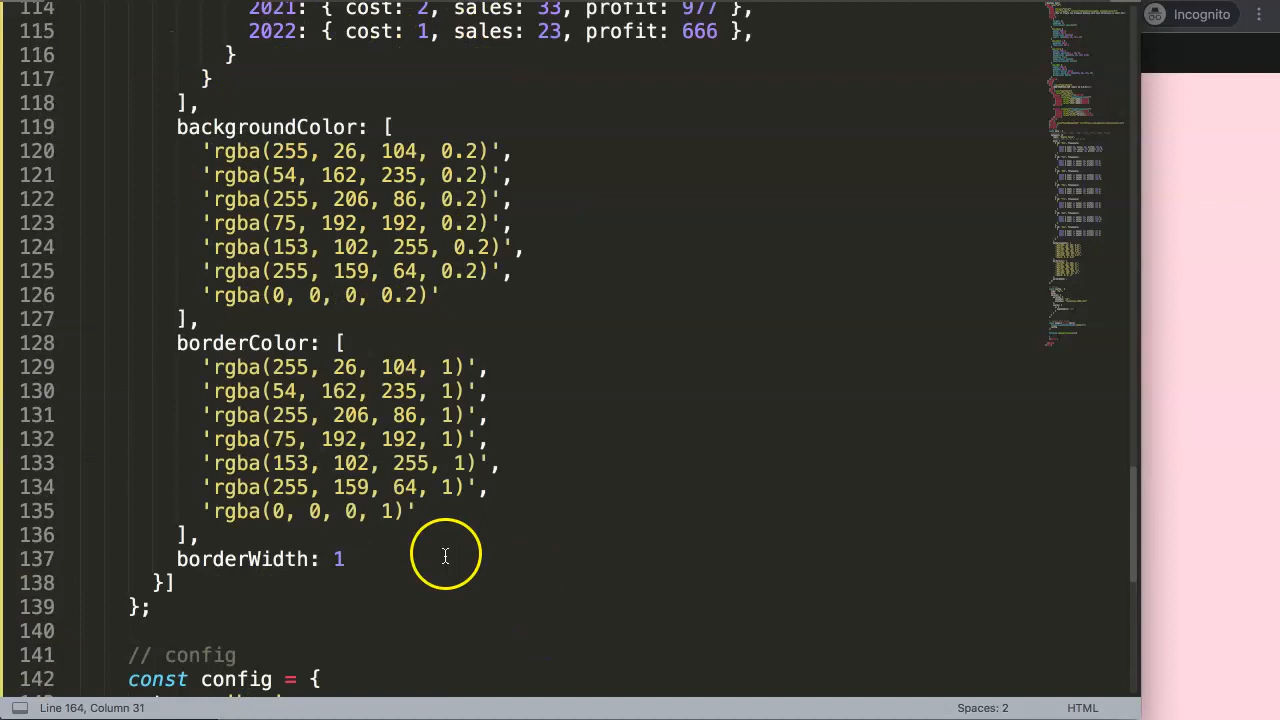 114 2021: { cost: 2, sales: 33, profit: 977 },
115 2022: { cost: 1, sales: 23, profit: 666 },
116 }
117 }
118 ],
119 backgroundColor: [
120 'rgba(255, 26, 104, 0.2)',
121 'rgba(54, 162, 235, 0.2)',
122 'rgba(255, 206, 86, 0.2)',
123 'rgba(75, 192, 192, 0.2)',
124 'rgba(153, 102, 255, 0.2)',
125 'rgba(255, 159, 64, 0.2)',
126 'rgba(0, 0, 0, 0.2)'
127 ],
128 borderColor: [
129 'rgba(255, 26, 104, 1)',
130 'rgba(54, 162, 235, 1)',
131 'rgba(255, 206, 86, 1)',
132 'rgba(75, 192, 192, 1)',
133 'rgba(153, 102, 255, 1)',
134 'rgba(255, 159, 64, 1)',
135 'rgba(0, 0, 0, 1)'
136 ],
137 borderWidth: 1
138 }]
139 };
140
141 // config
142 const config = {
Line 164, Column 31
Spaces: 2
HTML
Incognito